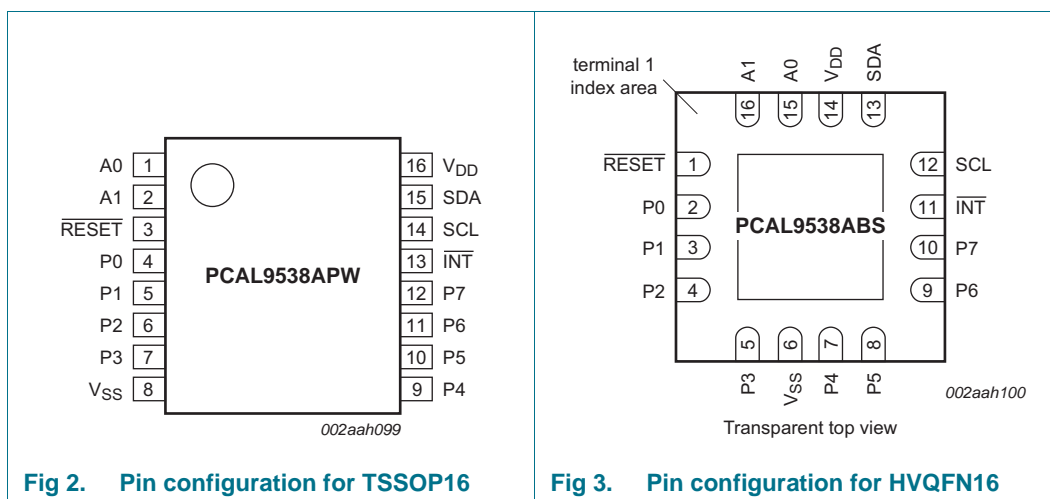 A0 1
A1 2
RESET 3
P0 4
P1 5
P2 6
P3 7
VSS 8
PCAL9538APW
16 VDD
15 SDA
14 SCL
13 INT
12 P7
11 P6
10 P5
9 P4
002aah099
Fig 2. Pin configuration for TSSOP16
terminal 1
index area
A1 A0 VDD SDA
16 15 14 13
RESET 1
P0 2
P1 3
P2 4
PCAL9538ABS
12 SCL
11 INT
10 P7
9 P6
5 6 7 8
P3 VSS P4 P5
002aah100
Transparent top view
Fig 3. Pin configuration for HVQFN16